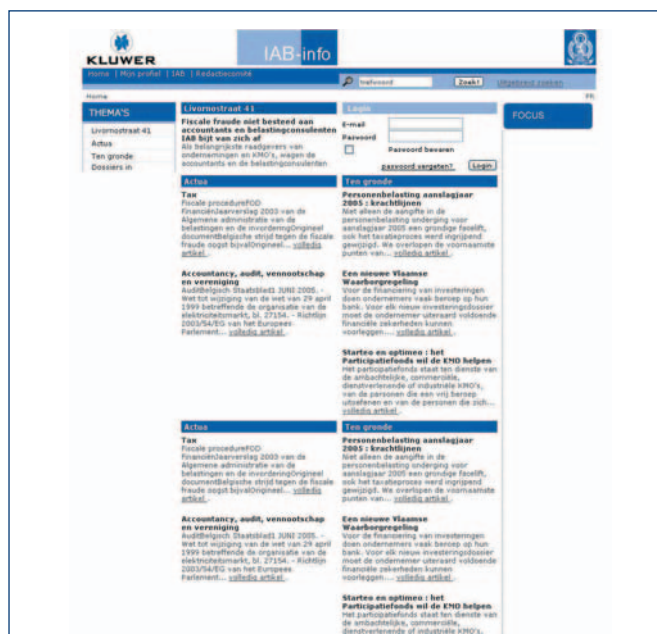 KLUWER
IAB-info
Home | Mijn profiel | IAB | Redactiecomité
trefwoord
Zoek!
Uitgebreid zoeken
Home
FR
THEMA'S
Livornostraat 41
Actua
Ten gronde
Dossiers in
Livornostraat 41
Fiscale fraude niet besteed aan
accountants en belastingconsulenten
IAB bijt van zich af
Als belangrijkste raadgevers van
ondernemingen en KMO's, wagen de
accountants en de belastingconsulenten
Login
E-mail
Paswoord
Paswoord bewaren
paswoord vergeten?
Login
FOCUS
Actua
Tax
Fiscale procedureFOD
FinanciënJaarverslag 2003 van de
Algemene administratie van de
belastingen en de invorderingOrigineel
documentBelgische strijd tegen de fiscale
fraude oogst bijvalOrigineel... volledig
artikel .
Accountancy, audit, vennootschap
en vereniging
AuditBelgisch Staatsblad1 JUNI 2005. -
Wet tot wijziging van de wet van 29 april
1999 betreffende de organisatie van de
elektriciteitsmarkt, bl. 27154. - Richtlijn
2003/54/EG van het Europees
Parlement... volledig artikel .
Ten gronde
Personenbelasting aanslagjaar
2005 : krachtlijnen
Niet alleen de aangifte in de
personenbelasting onderging voor
aanslagjaar 2005 een grondige facelift,
ook het taxatieproces werd ingrijpend
gewijzigd. We overlopen de voornaamste
punten van... volledig artikel .
Een nieuwe Vlaamse
Waarborgregeling
Voor de financiering van investeringen
doen ondernemers vaak beroep op hun
bank. Voor elk nieuw investeringsdossier
moet de ondernemer uiteraard voldoende
financiële zekerheden kunnen
voorleggen.... volledig artikel .
Starteo en optimeo : het
Participatiefonds wil de KMO helpen
Het participatiefonds staat ten dienste van
de ambachtelijke, commerciële,
dienstverlenende of industriële KMO's,
van de personen die een vrij beroep
uitoefenen en van de personen die zich...
volledig artikel .
Actua
Tax
Fiscale procedureFOD
FinanciënJaarverslag 2003 van de
Algemene administratie van de
belastingen en de invorderingOrigineel
documentBelgische strijd tegen de fiscale
fraude oogst bijvalOrigineel... volledig
artikel .
Accountancy, audit, vennootschap
en vereniging
AuditBelgisch Staatsblad1 JUNI 2005. -
Wet tot wijziging van de wet van 29 april
1999 betreffende de organisatie van de
elektriciteitsmarkt, bl. 27154. - Richtlijn
2003/54/EG van het Europees
Parlement... volledig artikel .
Ten gronde
Personenbelasting aanslagjaar
2005 : krachtlijnen
Niet alleen de aangifte in de
personenbelasting onderging voor
aanslagjaar 2005 een grondige facelift,
ook het taxatieproces werd ingrijpend
gewijzigd. We overlopen de voornaamste
punten van... volledig artikel .
Een nieuwe Vlaamse
Waarborgregeling
Voor de financiering van investeringen
doen ondernemers vaak beroep op hun
bank. Voor elk nieuw investeringsdossier
moet de ondernemer uiteraard voldoende
financiële zekerheden kunnen
voorleggen.... volledig artikel .
Starteo en optimeo : het
Participatiefonds wil de KMO helpen
Het participatiefonds staat ten dienste van
de ambachtelijke, commerciële,
dienstverlenende of industriële KMO's,